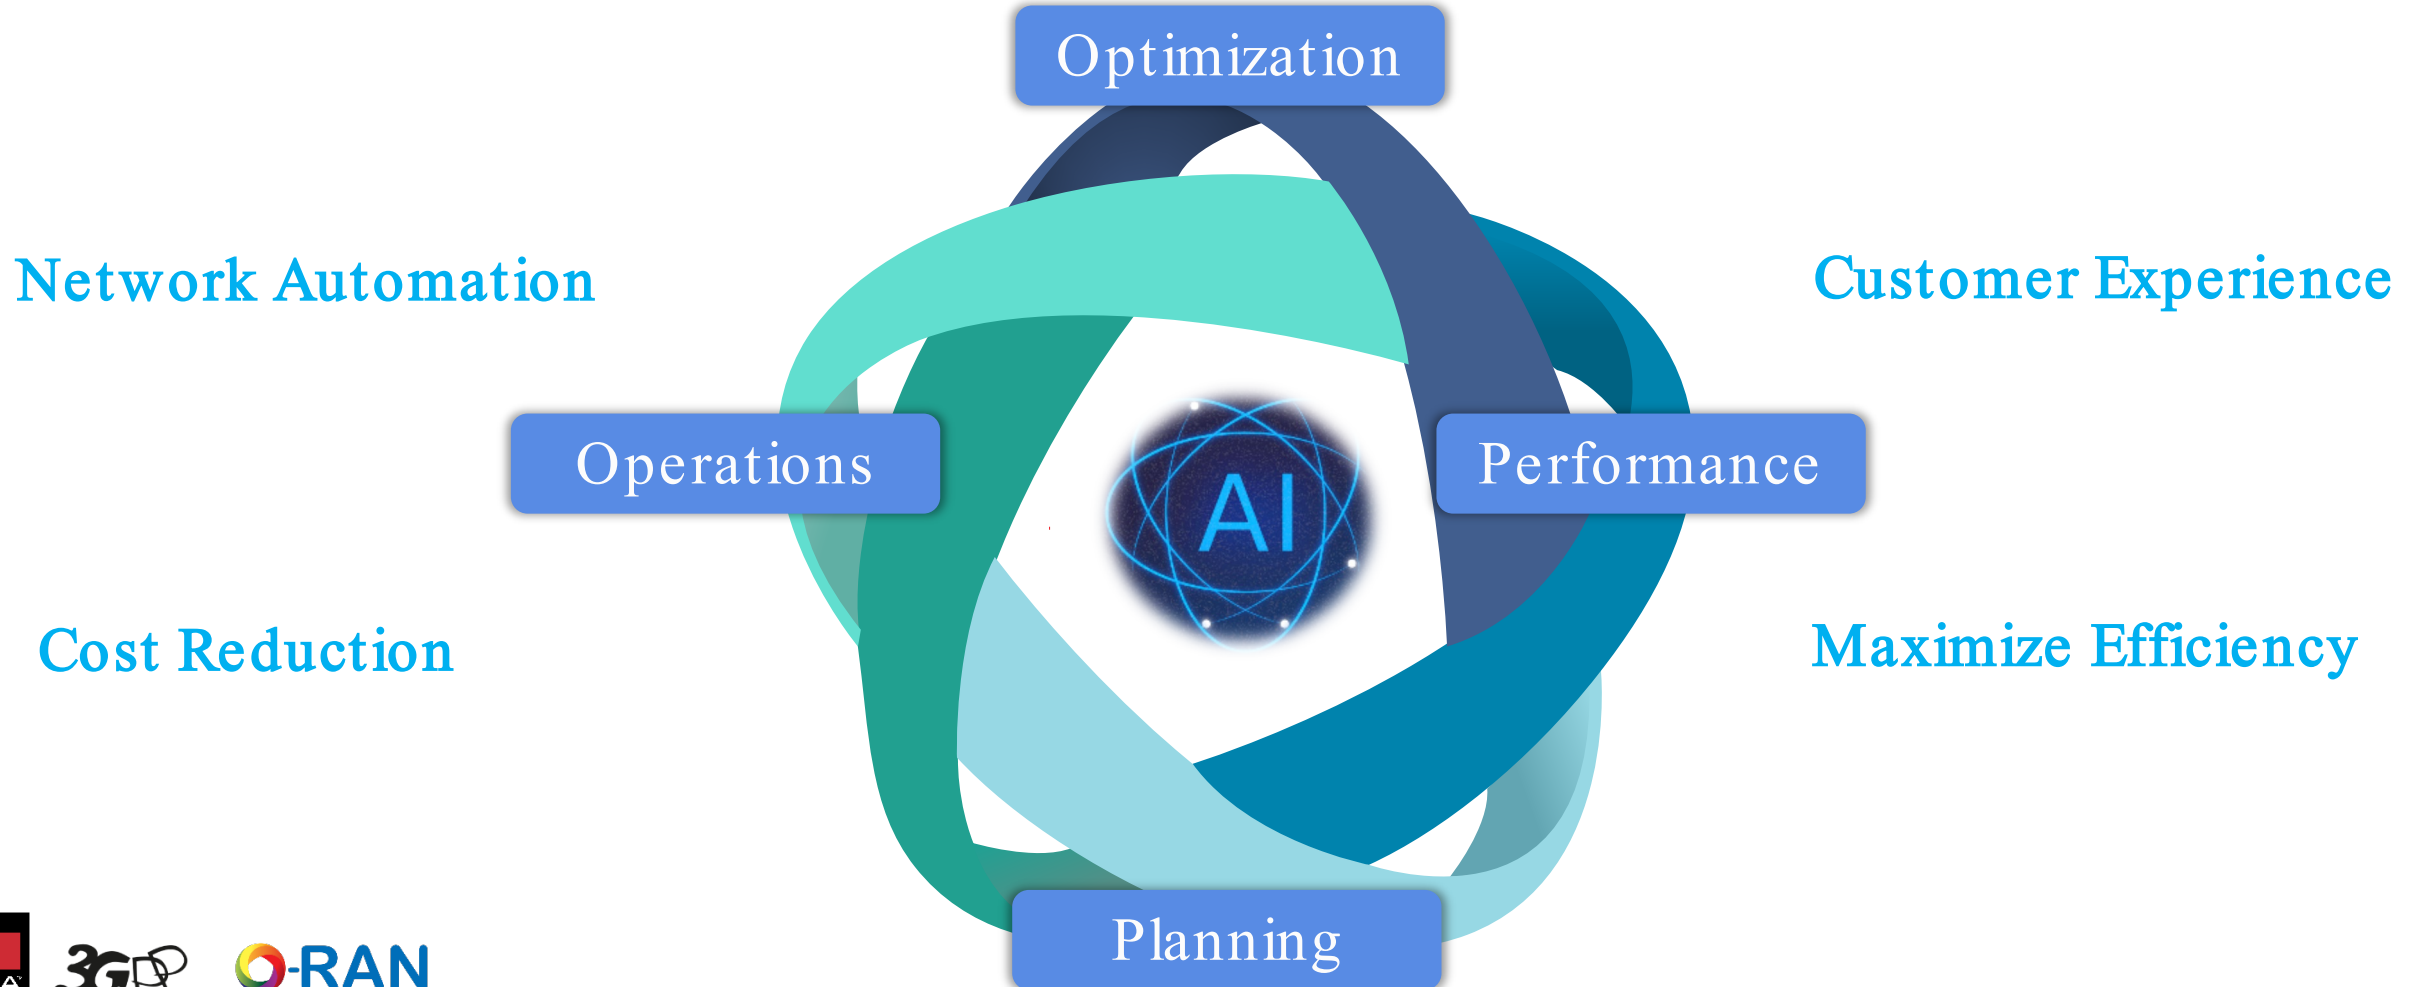 Optimization
Network Automation
Customer Experience
Operations
AI
Performance
Cost Reduction
Maximize Efficiency
Planning
3GPP
O-RAN